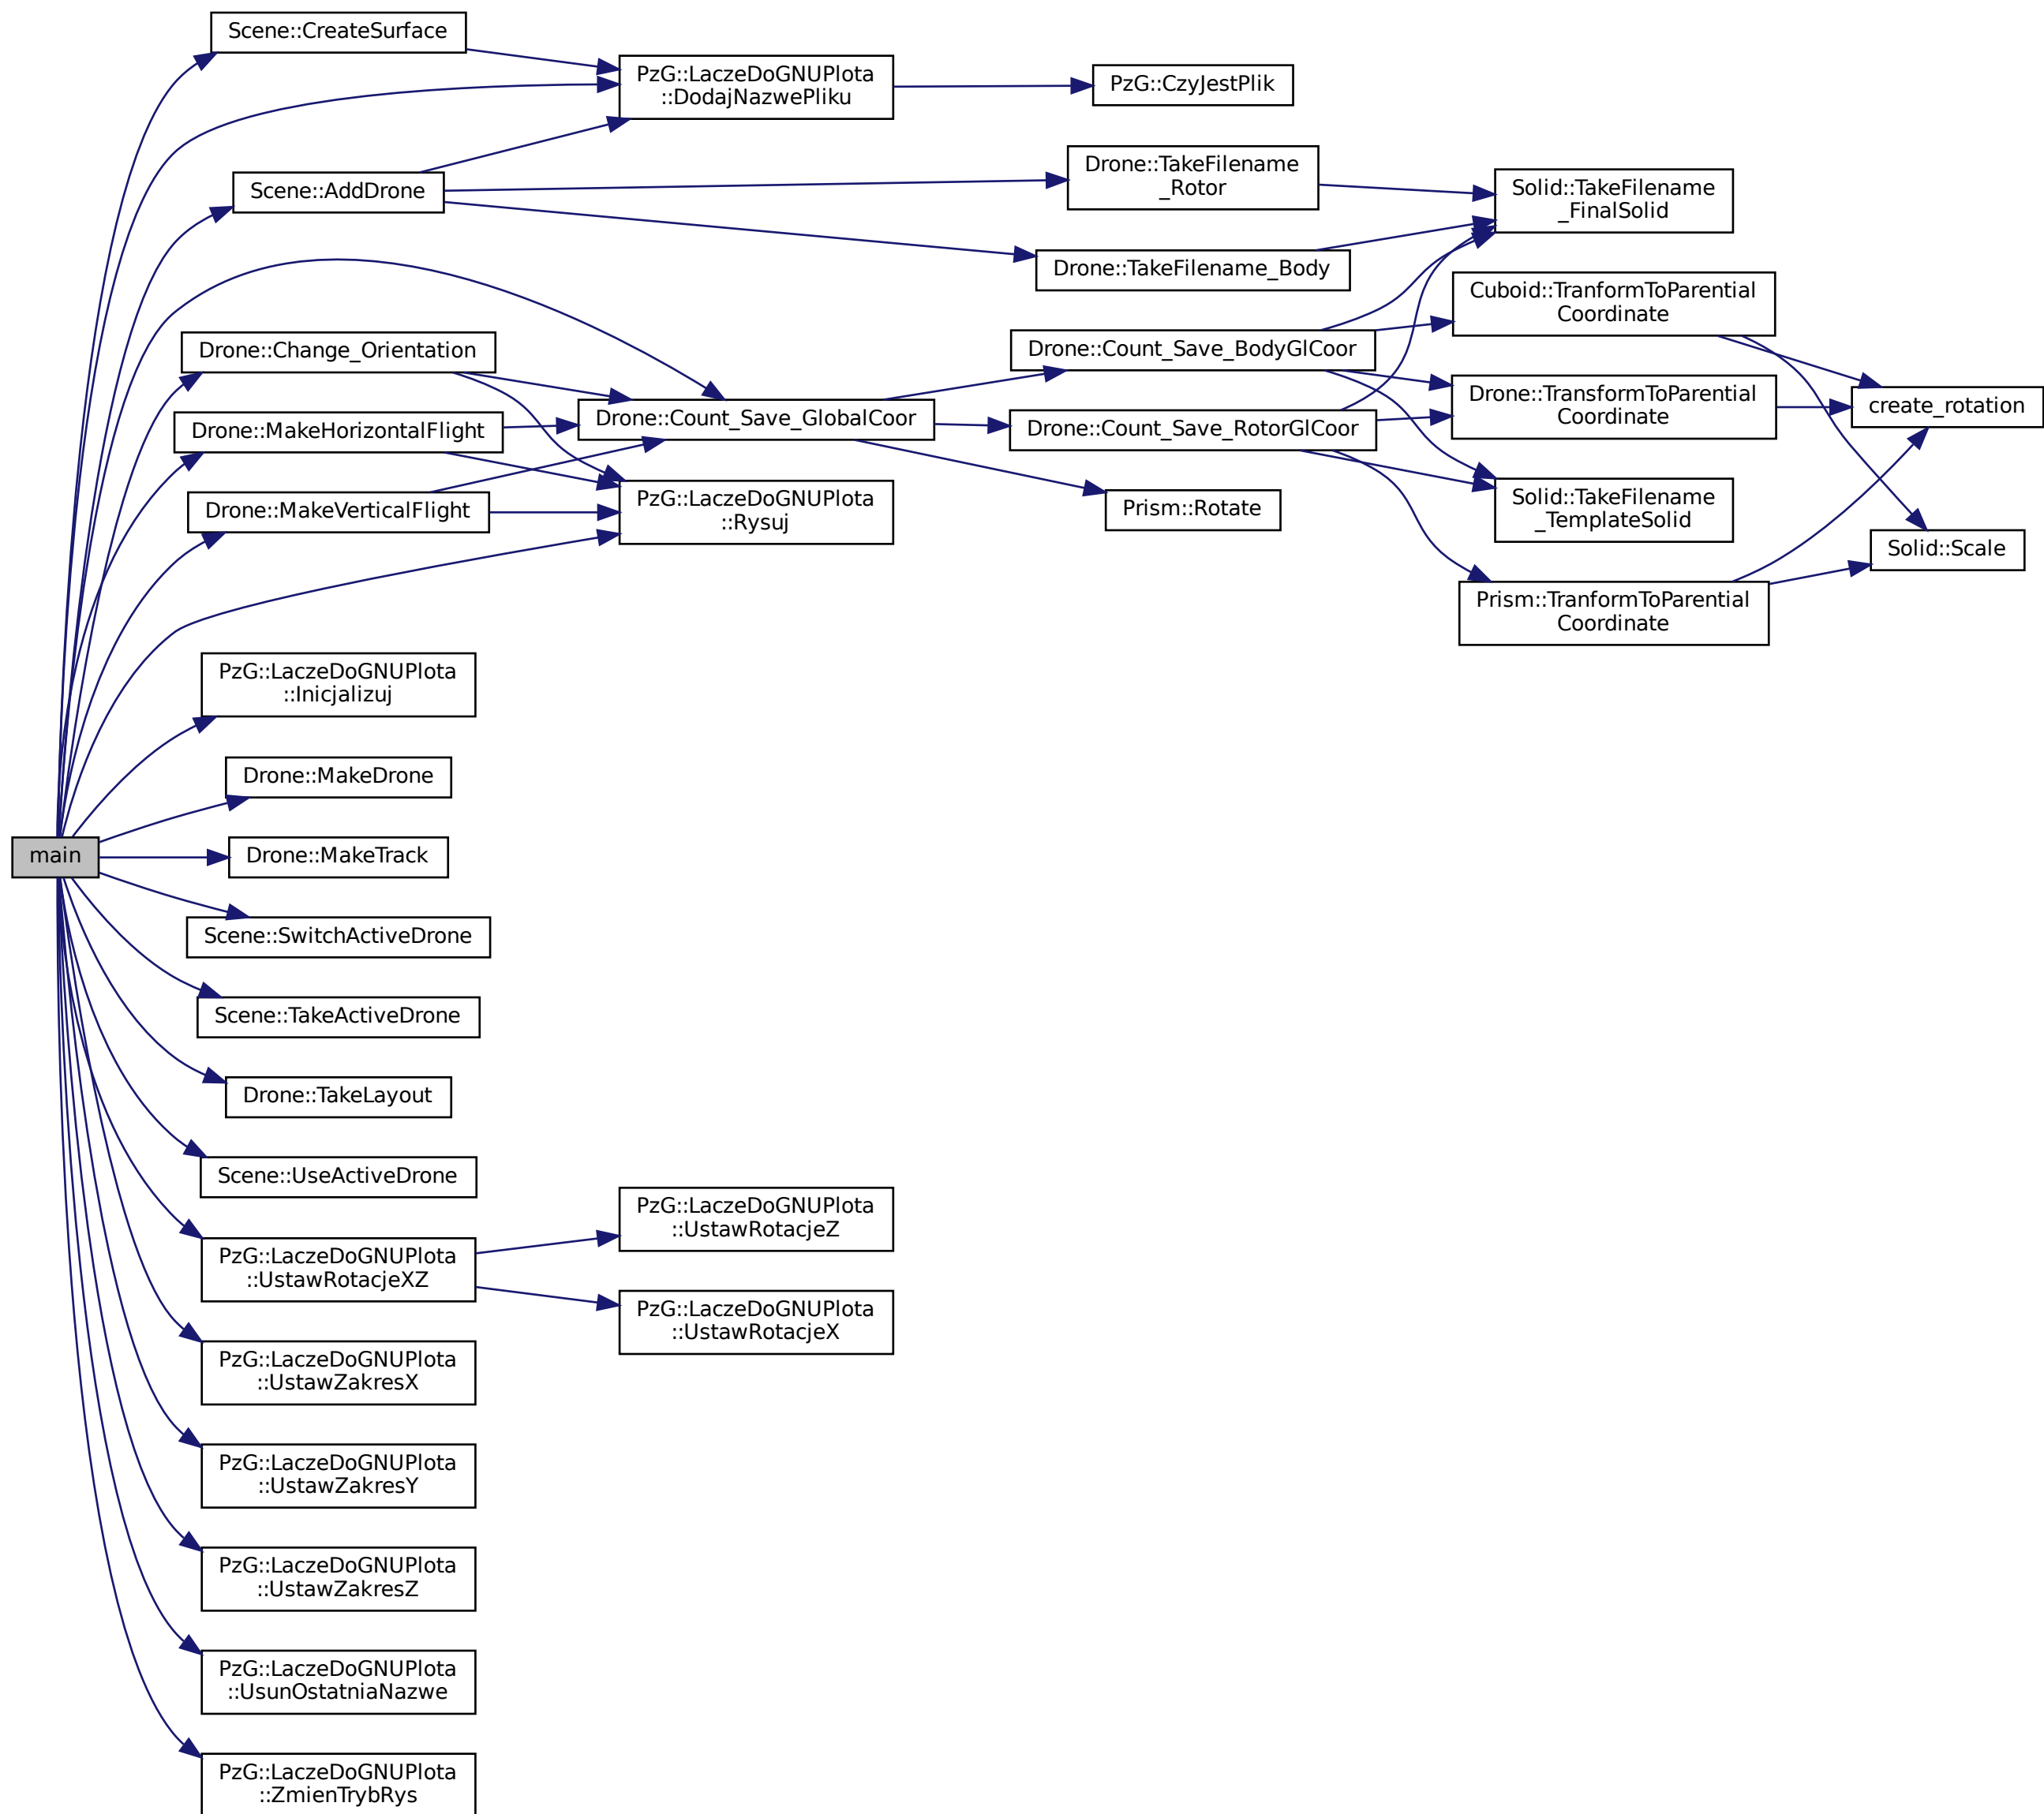 Scene::CreateSurface
PzG::LaczeDoGNUPlota
::DodajNazwePliku
PzG::CzyJestPlik
Scene::AddDrone
Drone::TakeFilename
_Rotor
Solid::TakeFilename
_FinalSolid
Drone::TakeFilename_Body
Cuboid::TranformToParential
Coordinate
Drone::Change_Orientation
Drone::Count_Save_BodyGlCoor
Drone::TransformToParential
Coordinate
create_rotation
Drone::Count_Save_GlobalCoor
Drone::MakeHorizontalFlight
Drone::Count_Save_RotorGlCoor
Drone::MakeVerticalFlight
PzG::LaczeDoGNUPlota
::Rysuj
Prism::Rotate
Solid::TakeFilename
_TemplateSolid
Solid::Scale
Prism::TranformToParential
Coordinate
PzG::LaczeDoGNUPlota
::Inicjalizuj
Drone::MakeDrone
main
Drone::MakeTrack
Scene::SwitchActiveDrone
Scene::TakeActiveDrone
Drone::TakeLayout
Scene::UseActiveDrone
PzG::LaczeDoGNUPlota
::UstawRotacjeZ
PzG::LaczeDoGNUPlota
::UstawRotacjeXZ
PzG::LaczeDoGNUPlota
::UstawRotacjeX
PzG::LaczeDoGNUPlota
::UstawZakresX
PzG::LaczeDoGNUPlota
::UstawZakresY
PzG::LaczeDoGNUPlota
::UstawZakresZ
PzG::LaczeDoGNUPlota
::UsunOstatniaNazwe
PzG::LaczeDoGNUPlota
::ZmienTrybRys